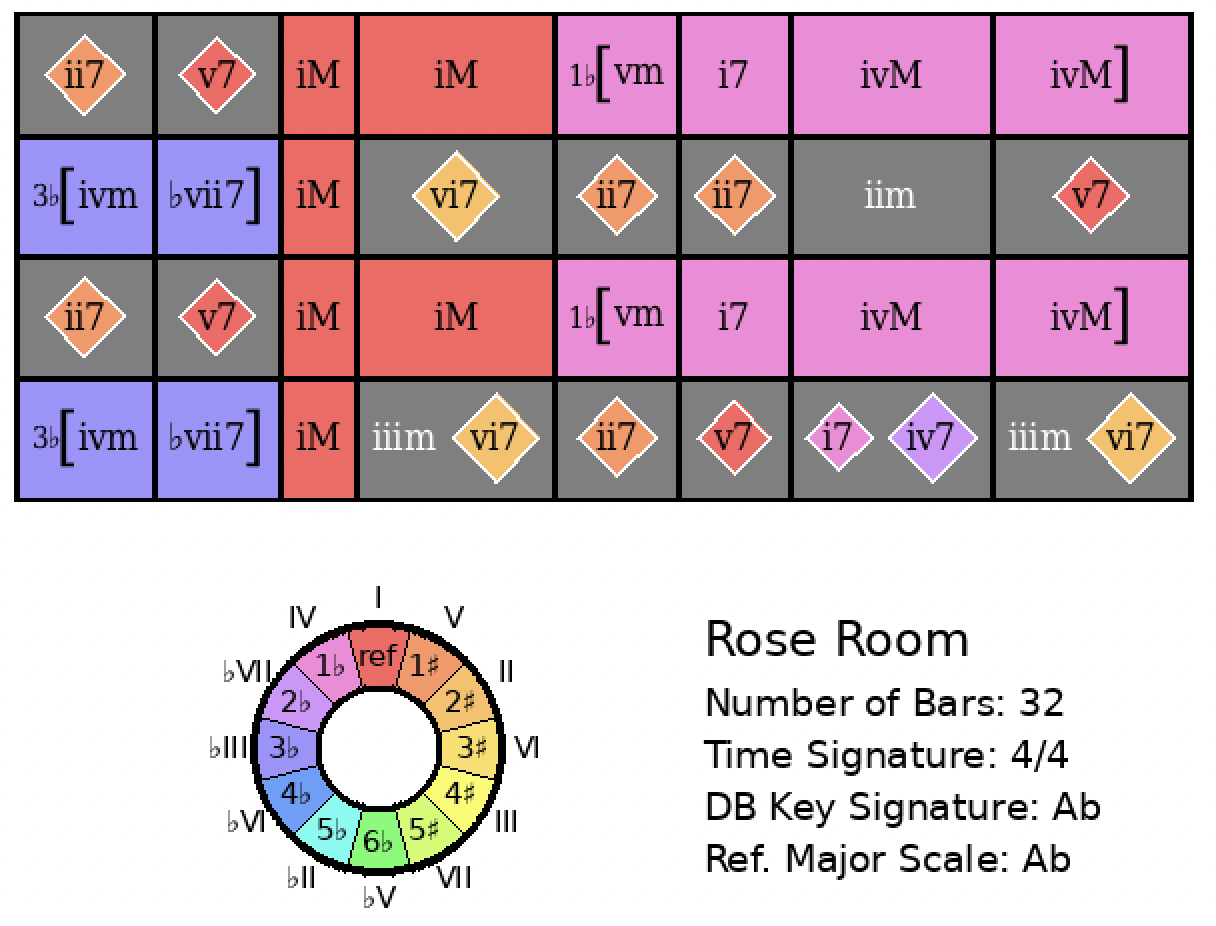 ii7 v7 iM iM 1♭[vm i7 ivM ivM]
3♭[ivm ♭vii7] iM vi7 ii7 ii7 iim v7
ii7 v7 iM iM 1♭[vm i7 ivM ivM]
3♭[ivm ♭vii7] iM iiim vi7 ii7 v7 i7 iv7 iiim vi7
I
IV V
♭VII II
♭III VI
♭VI III
♭II VII
♭V
ref
1♭ 1♯
2♭ 2♯
3♭ 3♯
4♭ 4♯
5♭ 5♯
6♭
Rose Room
Number of Bars: 32
Time Signature: 4/4
DB Key Signature: Ab
Ref. Major Scale: Ab